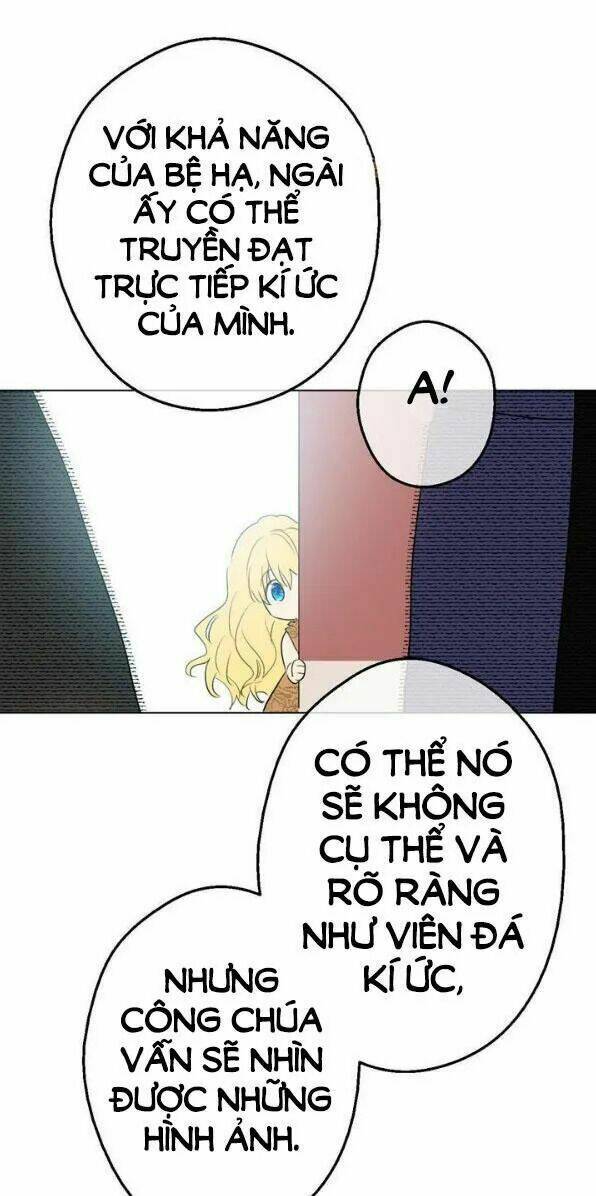 VỚI KHẢ NĂNG
CỦA BỆ HẠ, NGÀI
ẤY CÓ THỂ
TRUYỀN ĐẠT
TRỰC TIẾP KÍ ỨC
CỦA MÌNH.
A!
CÓ THỂ NÓ
SẼ KHÔNG
CỤ THỂ VÀ
RÕ RÀNG
NHƯ VIÊN ĐÁ
KÍ ỨC,
NHƯNG
CÔNG CHÚA
VẪN SẼ NHÌN
ĐƯỢC NHỮNG
HÌNH ẢNH.